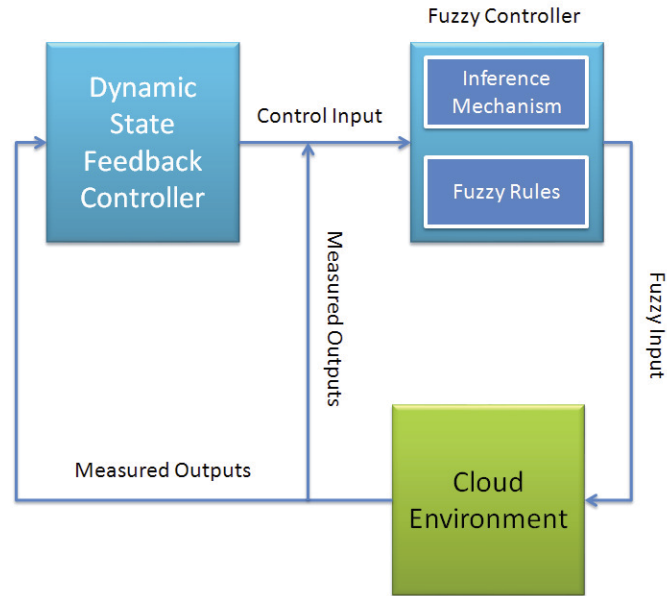 Fuzzy Controller
Dynamic
State
Feedback
Controller
Control Input
Inference
Mechanism
Fuzzy Rules
Measured Outputs
Fuzzy Input
Measured Outputs
Cloud
Environment